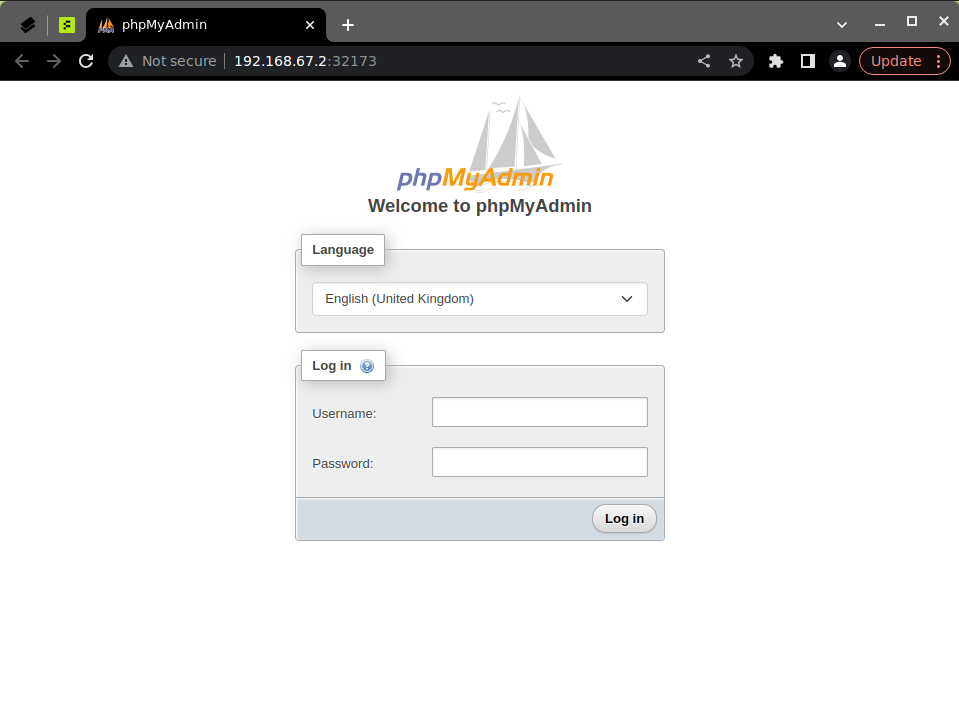 phpMyAdmin
Not secure 192.168.67.2:32173
Update
phpMyAdmin
Welcome to phpMyAdmin
Language
English (United Kingdom)
Log in
Username:
Password:
Log in